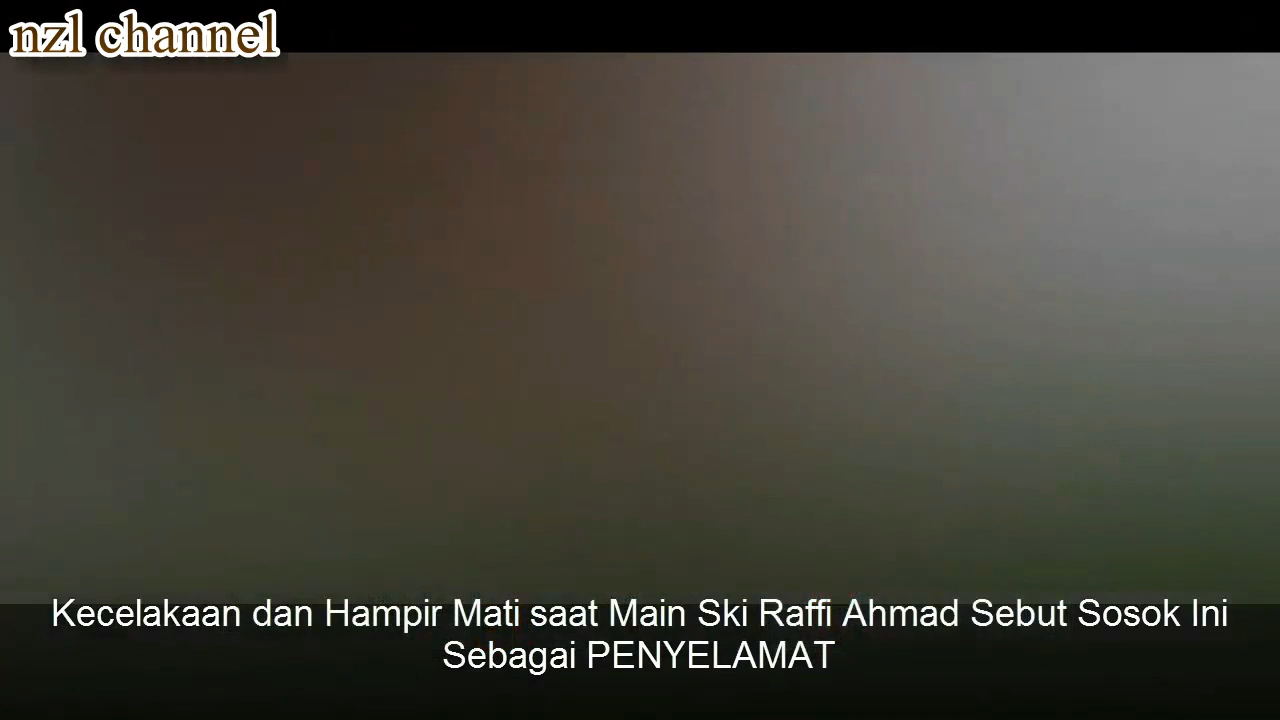 nzl channel
Kecelakaan dan Hampir Mati saat Main Ski Raffi Ahmad Sebut Sosok Ini
Sebagai PENYELAMAT